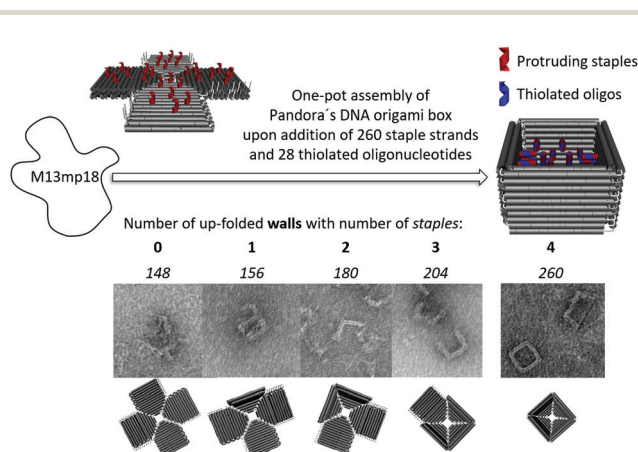 Protruding staples
Thiolated oligos
One-pot assembly of
Pandora´s DNA origami box
upon addition of 260 staple strands
and 28 thiolated oligonucleotides
M13mp18
Number of up-folded walls with number of staples:
0 1 2 3 4
148 156 180 204 260